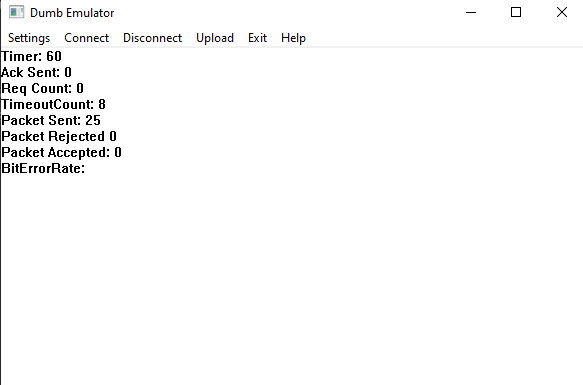 Dumb Emulator
Settings Connect Disconnect Upload Exit Help
Timer: 60
Ack Sent: 0
Req Count: 0
TimeoutCount: 8
Packet Sent: 25
Packet Rejected 0
Packet Accepted: 0
BitErrorRate: